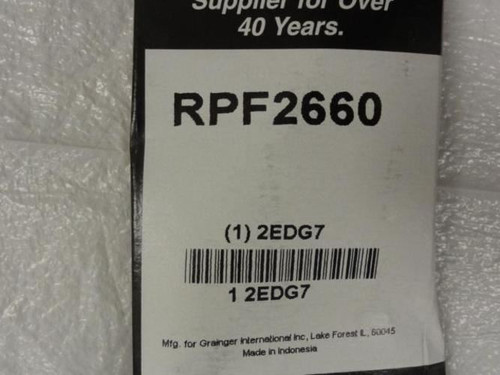 Supplier for Over
40 Years.
RPF2660
(1) 2EDG7
1 2EDG7
Mfg. for Grainger International Inc, Lake Forest IL, 60045
Made in Indonesia